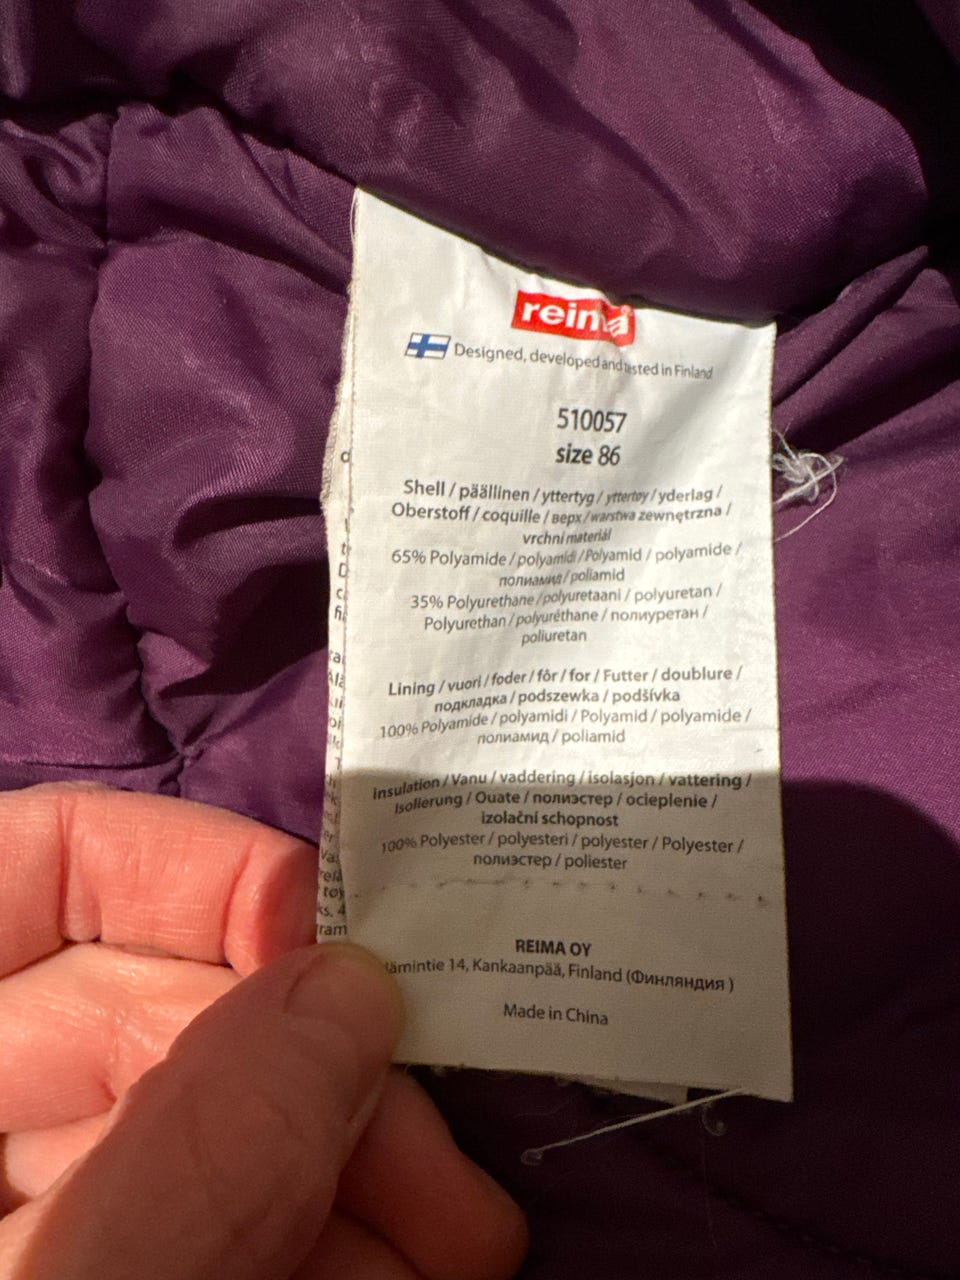 reima
Designed, developed and tested in Finland
510057
size 86
Shell / päällinen / yttertyg / yttertøy / yderlag /
Oberstoff / coquille / верх / warstwa zewnętrzna /
vrchní materiál
65% Polyamide / polyamidi / Polyamid / polyamide /
полиамид / poliamid
35% Polyurethane / polyuretaani / polyuretan /
Polyurethan / polyuréthane / полиуретан /
poliuretan
Lining / vuori / foder / fôr / for / Futter / doublure /
подкладка / podszewka / podšívka
100% Polyamide / polyamidi / Polyamid / polyamide /
полиамид / poliamid
insulation / Vanu / vaddering / isolasjon / vattering /
Isolierung / Ouate / полиэстер / ocieplenie /
izolační schopnost
100% Polyester / polyesteri / polyester / Polyester /
полиэстер / poliester
REIMA OY
14, Kankaanpää, Finland (Финляндия )
Made in China